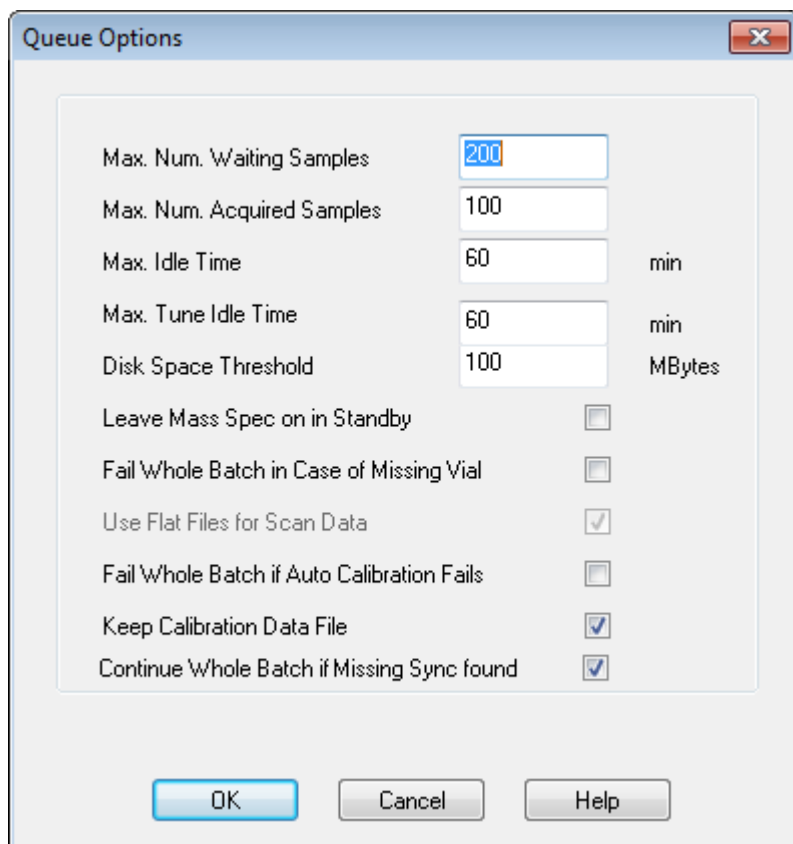 Queue Options
Max. Num. Waiting Samples 200
Max. Num. Acquired Samples 100
Max. Idle Time 60 min
Max. Tune Idle Time 60 min
Disk Space Threshold 100 MBytes
Leave Mass Spec on in Standby
Fail Whole Batch in Case of Missing Vial
Use Flat Files for Scan Data
Fail Whole Batch if Auto Calibration Fails
Keep Calibration Data File
Continue Whole Batch if Missing Sync found
OK Cancel Help